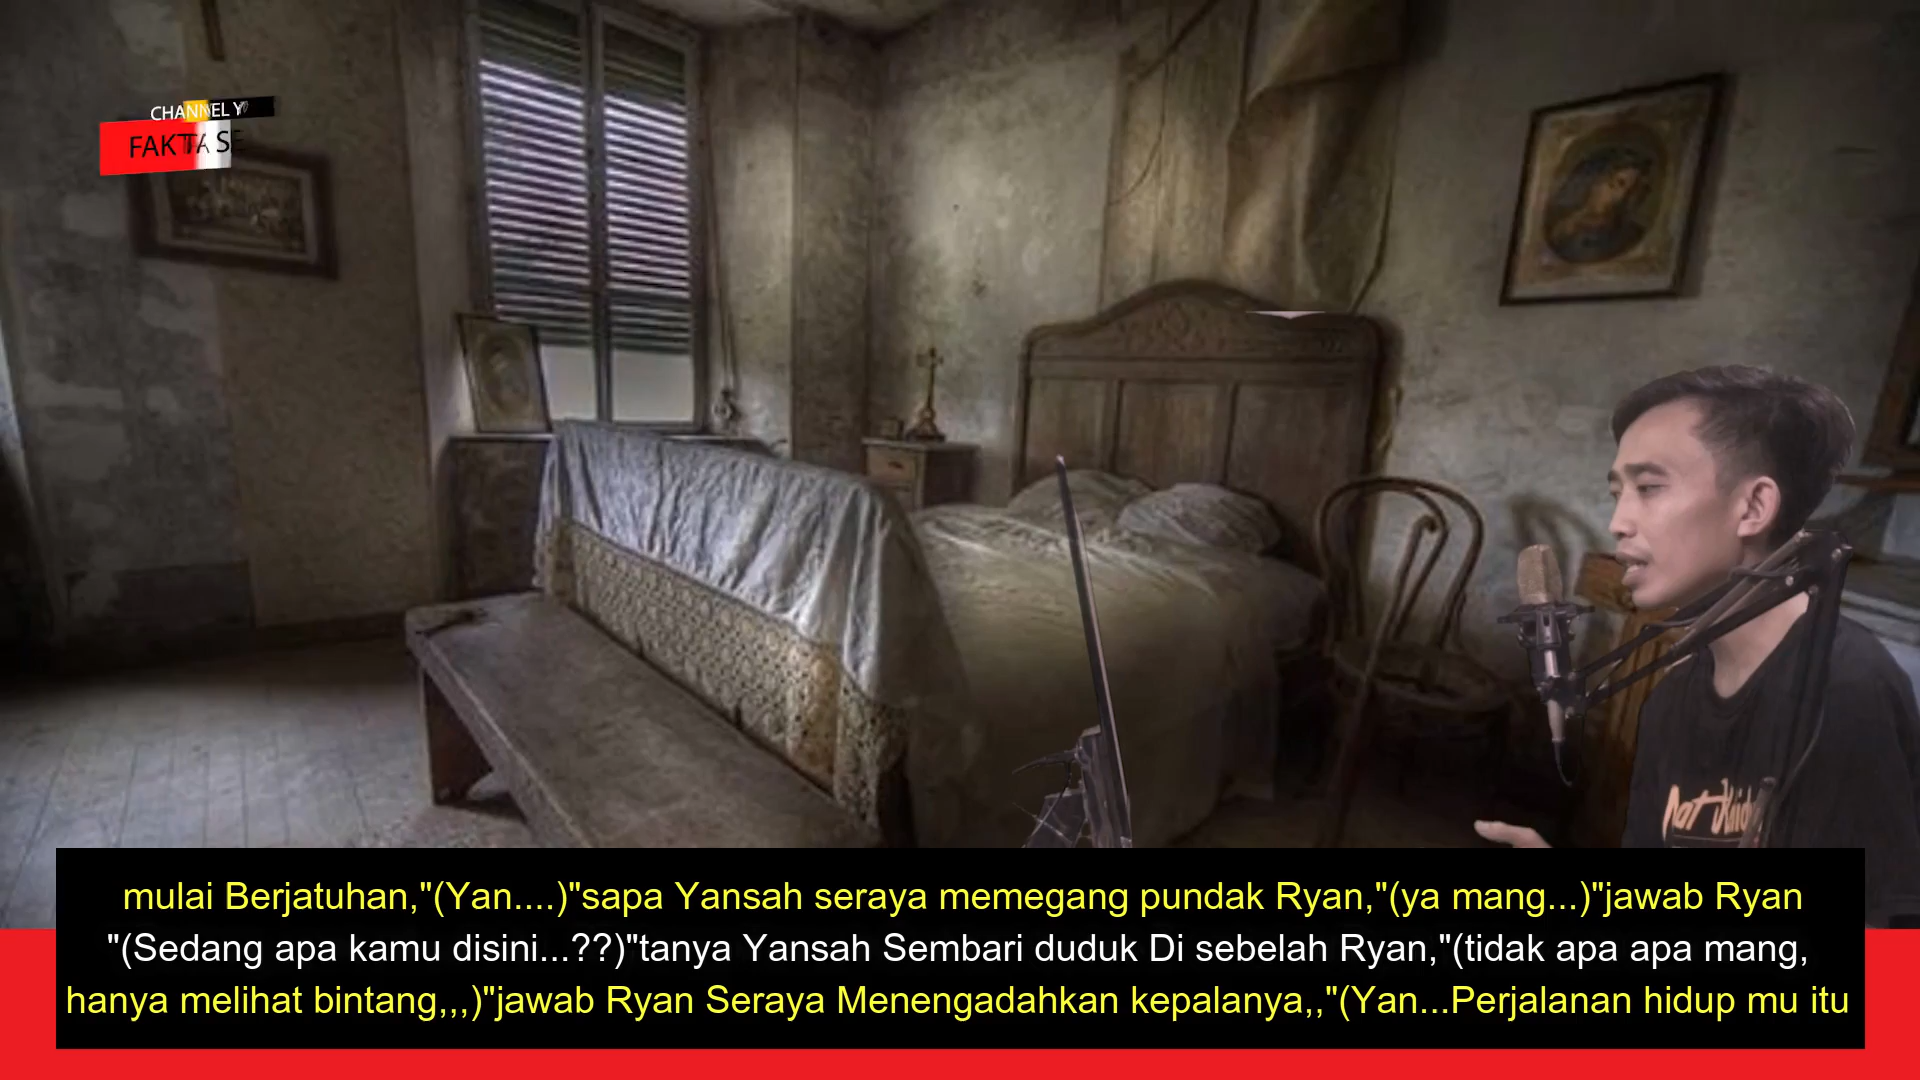 CHANNEL Y
FAKTA SE
mulai Berjatuhan,"(Yan....)"sapa Yansah seraya memegang pundak Ryan,"(ya mang...)"jawab Ryan
"(Sedang apa kamu disini...??)"tanya Yansah Sembari duduk Di sebelah Ryan,"(tidak apa apa mang,
hanya melihat bintang,,,)"jawab Ryan Seraya Menengadahkan kepalanya,,"(Yan...Perjalanan hidup mu itu